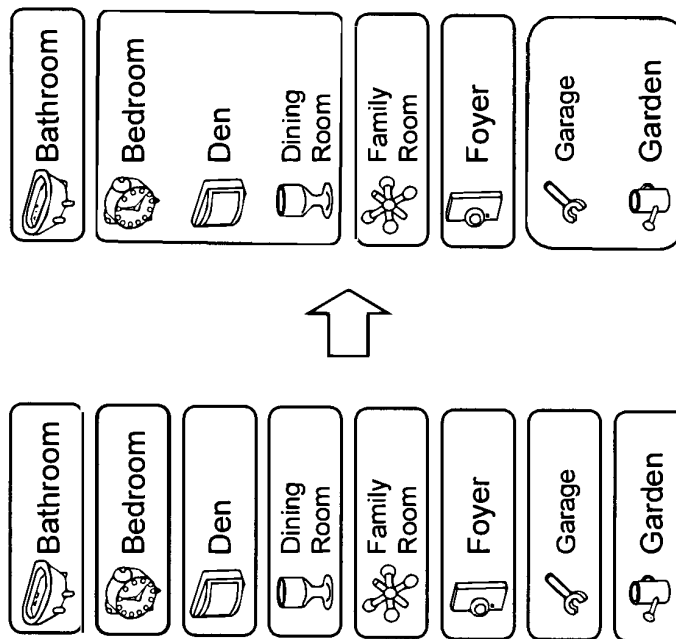 Bathroom
Bedroom
Den
Dining
Room
Family
Room
Foyer
Garage
Garden
Bathroom
Bedroom
Den
Dining
Room
Family
Room
Foyer
Garage
Garden